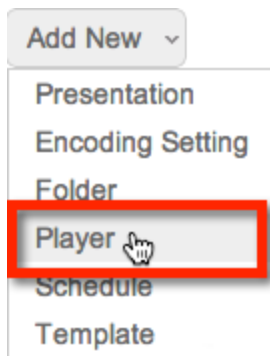 Add New
Presentation
Encoding Setting
Folder
Player
Schedule
Template